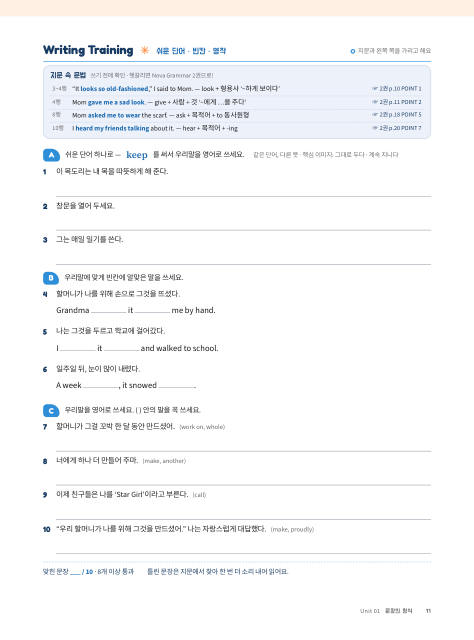 Writing Training ✳ 쉬운 단어 · 빈칸 · 영작
지문과 왼쪽 쪽을 가리고 해요
지문 속 문법 쓰기 전에 확인 · 헷갈리면 Nova Grammar 2권으로!
3-4행 “It looks so old-fashioned,” I said to Mom. — look + 형용사 ‘~하게 보이다’ ☞ 2권 p.10 POINT 1
4행 Mom gave me a sad look. — give + 사람 + 것 ‘~에게 …을 주다’ ☞ 2권 p.11 POINT 2
8행 Mom asked me to wear the scarf. — ask + 목적어 + to 동사원형 ☞ 2권 p.18 POINT 5
10행 I heard my friends talking about it. — hear + 목적어 + -ing ☞ 2권 p.20 POINT 7
A 쉬운 단어 하나로 — keep 를 써서 우리말을 영어로 쓰세요. 같은 단어, 다른 뜻 · 핵심 이미지: 그대로 두다 · 계속 지니다
1 이 목도리는 내 목을 따뜻하게 해 준다.
2 창문을 열어 두세요.
3 그는 매일 일기를 쓴다.
B 우리말에 맞게 빈칸에 알맞은 말을 쓰세요.
4 할머니가 나를 위해 손으로 그것을 뜨셨다.
Grandma ______ it ______ me by hand.
5 나는 그것을 두르고 학교에 걸어갔다.
I ______ it ______ and walked to school.
6 일주일 뒤, 눈이 많이 내렸다.
A week ______, it snowed ______.
C 우리말을 영어로 쓰세요. ( ) 안의 말을 꼭 쓰세요.
7 할머니가 그걸 꼬박 한 달 동안 만드셨어. (work on, whole)
8 너에게 하나 더 만들어 주마. (make, another)
9 이제 친구들은 나를 ‘Star Girl’이라고 부른다. (call)
10 “우리 할머니가 나를 위해 그것을 만드셨어.” 나는 자랑스럽게 대답했다. (make, proudly)
맞힌 문장 ___ / 10 · 8개 이상 통과 틀린 문장은 지문에서 찾아 한 번 더 소리 내어 읽어요.
Unit 01 문장의 형식 11